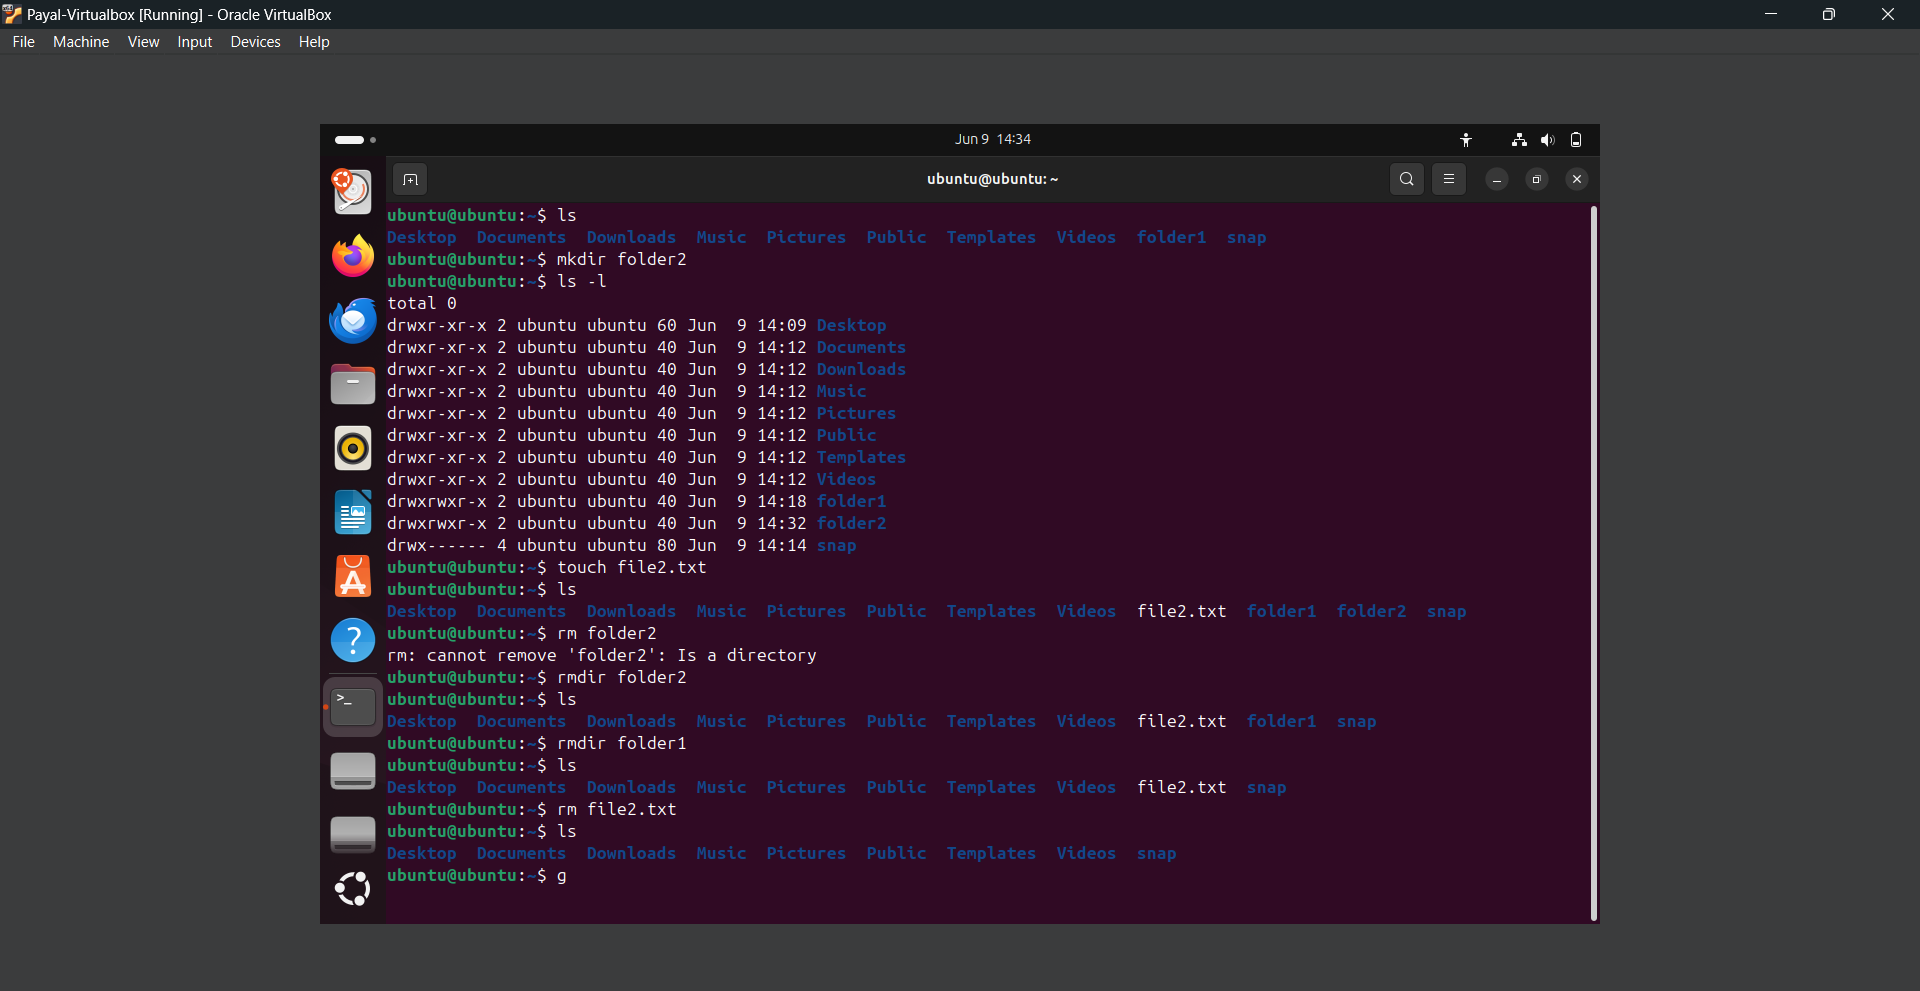 Payal-Virtualbox [Running] - Oracle VirtualBox
File Machine View Input Devices Help
Jun 9 14:34
ubuntu@ubuntu: ~
ubuntu@ubuntu:~$ ls
Desktop Documents Downloads Music Pictures Public Templates Videos folder1 snap
ubuntu@ubuntu:~$ mkdir folder2
ubuntu@ubuntu:~$ ls -l
total 0
drwxr-xr-x 2 ubuntu ubuntu 60 Jun  9 14:09 Desktop
drwxr-xr-x 2 ubuntu ubuntu 40 Jun  9 14:12 Documents
drwxr-xr-x 2 ubuntu ubuntu 40 Jun  9 14:12 Downloads
drwxr-xr-x 2 ubuntu ubuntu 40 Jun  9 14:12 Music
drwxr-xr-x 2 ubuntu ubuntu 40 Jun  9 14:12 Pictures
drwxr-xr-x 2 ubuntu ubuntu 40 Jun  9 14:12 Public
drwxr-xr-x 2 ubuntu ubuntu 40 Jun  9 14:12 Templates
drwxr-xr-x 2 ubuntu ubuntu 40 Jun  9 14:12 Videos
drwxrwxr-x 2 ubuntu ubuntu 40 Jun  9 14:18 folder1
drwxrwxr-x 2 ubuntu ubuntu 40 Jun  9 14:32 folder2
drwx------ 4 ubuntu ubuntu 80 Jun  9 14:14 snap
ubuntu@ubuntu:~$ touch file2.txt
ubuntu@ubuntu:~$ ls
Desktop Documents Downloads Music Pictures Public Templates Videos file2.txt folder1 folder2 snap
ubuntu@ubuntu:~$ rm folder2
rm: cannot remove 'folder2': Is a directory
ubuntu@ubuntu:~$ rmdir folder2
ubuntu@ubuntu:~$ ls
Desktop Documents Downloads Music Pictures Public Templates Videos file2.txt folder1 snap
ubuntu@ubuntu:~$ rmdir folder1
ubuntu@ubuntu:~$ ls
Desktop Documents Downloads Music Pictures Public Templates Videos file2.txt snap
ubuntu@ubuntu:~$ rm file2.txt
ubuntu@ubuntu:~$ ls
Desktop Documents Downloads Music Pictures Public Templates Videos snap
ubuntu@ubuntu:~$ g